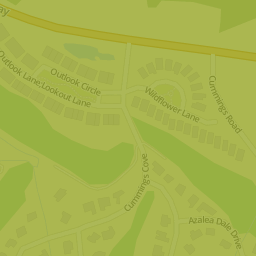 Outlook Circle
Outlook Lane
Lookout Lane
Wildflower Lane
Cummings Road
Cummings Cove
Azalea Dale Drive